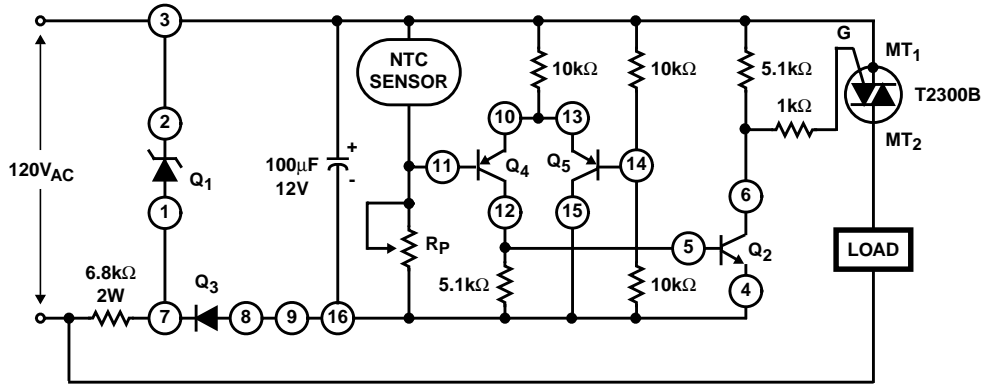 3
G
MT1
NTC
SENSOR
10kΩ
10kΩ
5.1kΩ
T2300B
1kΩ
2
10
13
MT2
120VAC
Q1
100μF
12V
+
-
11
Q4
Q5
14
1
12
15
6
RP
5
Q2
LOAD
6.8kΩ
2W
Q3
5.1kΩ
10kΩ
4
7
8
9
16